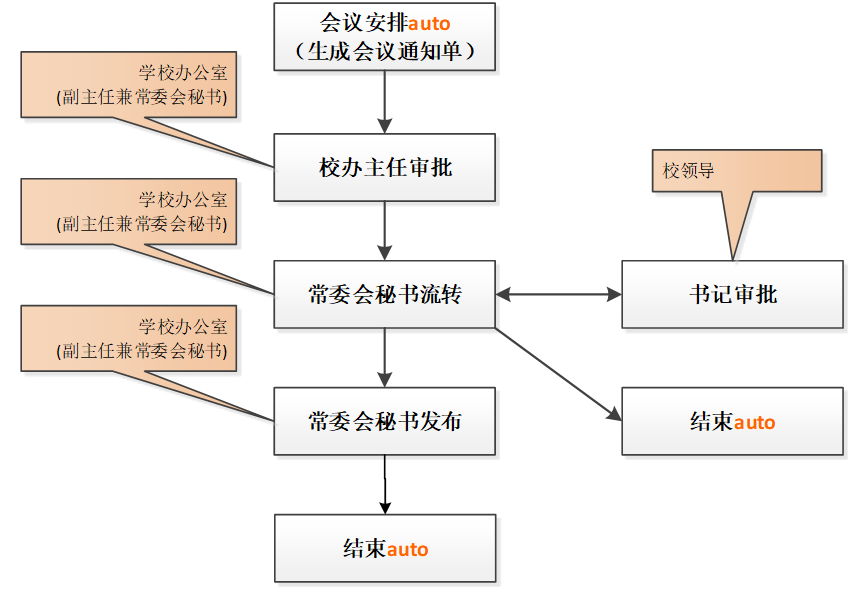 会议安排auto
（生成会议通知单）
学校办公室
(副主任兼常委会秘书)
校办主任审批
校领导
学校办公室
(副主任兼常委会秘书)
常委会秘书流转
书记审批
学校办公室
(副主任兼常委会秘书)
常委会秘书发布
结束auto
结束auto